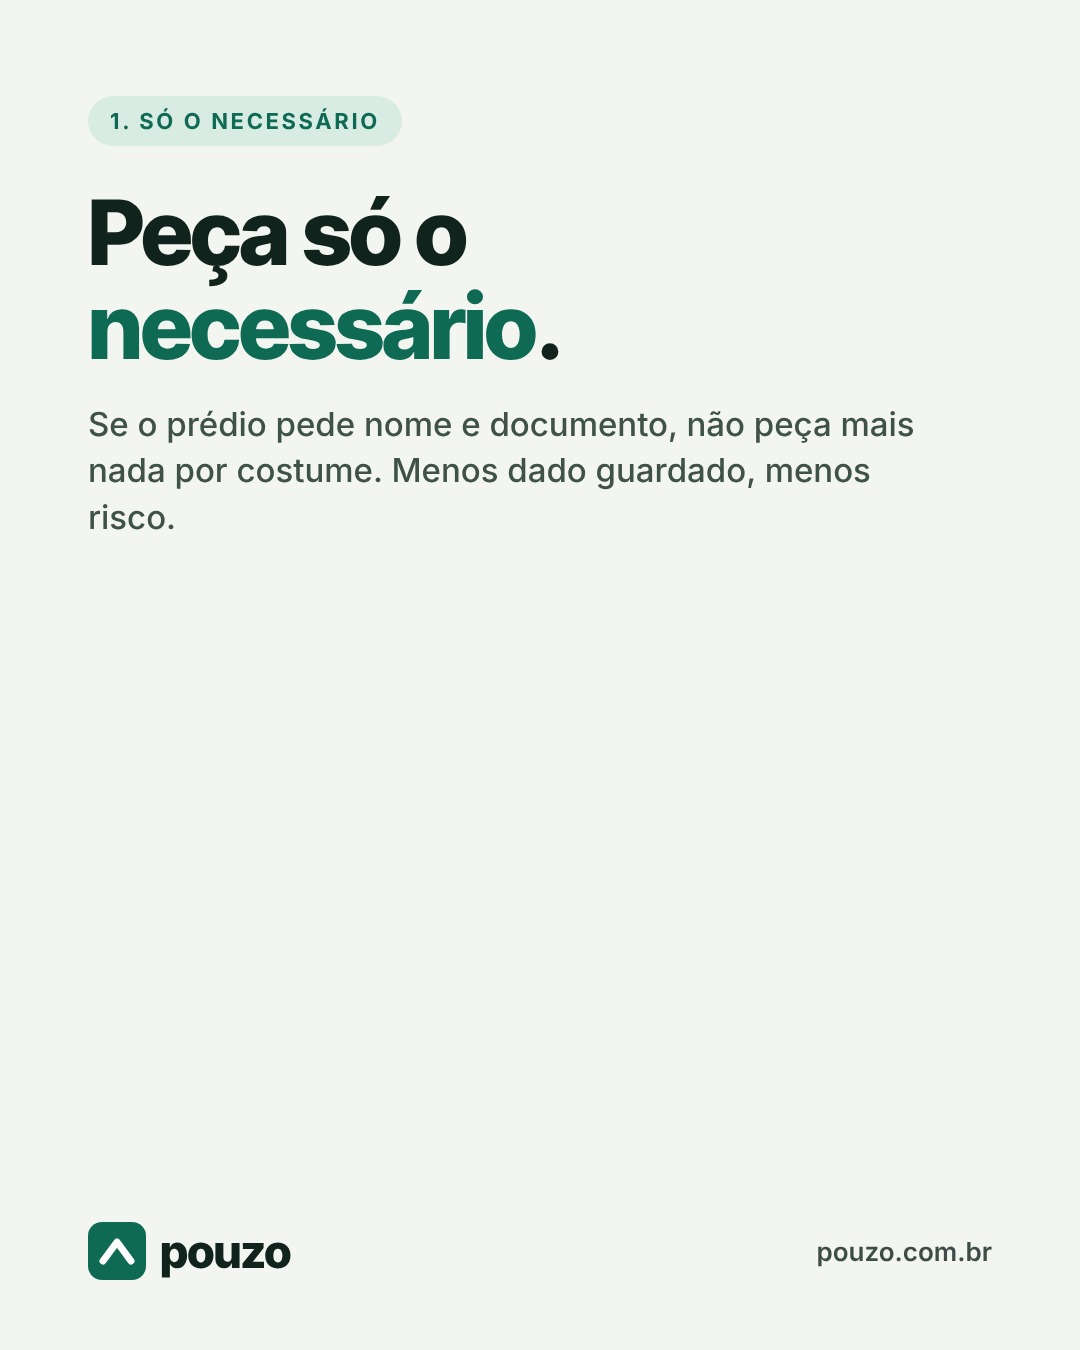 1. SÓ O NECESSÁRIO
Peça só o
necessário.
Se o prédio pede nome e documento, não peça mais
nada por costume. Menos dado guardado, menos
risco.
pouzo
pouzo.com.br